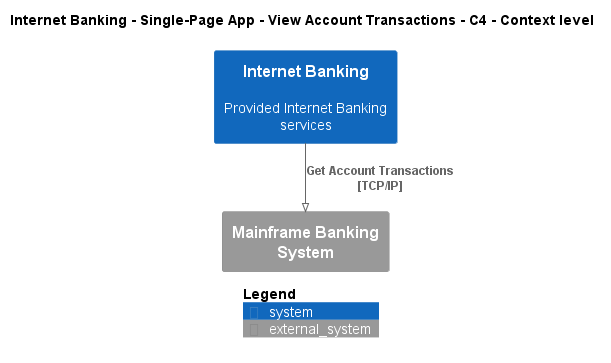 Internet Banking - Single-Page App - View Account Transactions - C4 - Context level
Internet Banking
Provided Internet Banking
services
Get Account Transactions
[TCP/IP]
Mainframe Banking
System
Legend
system
external_system